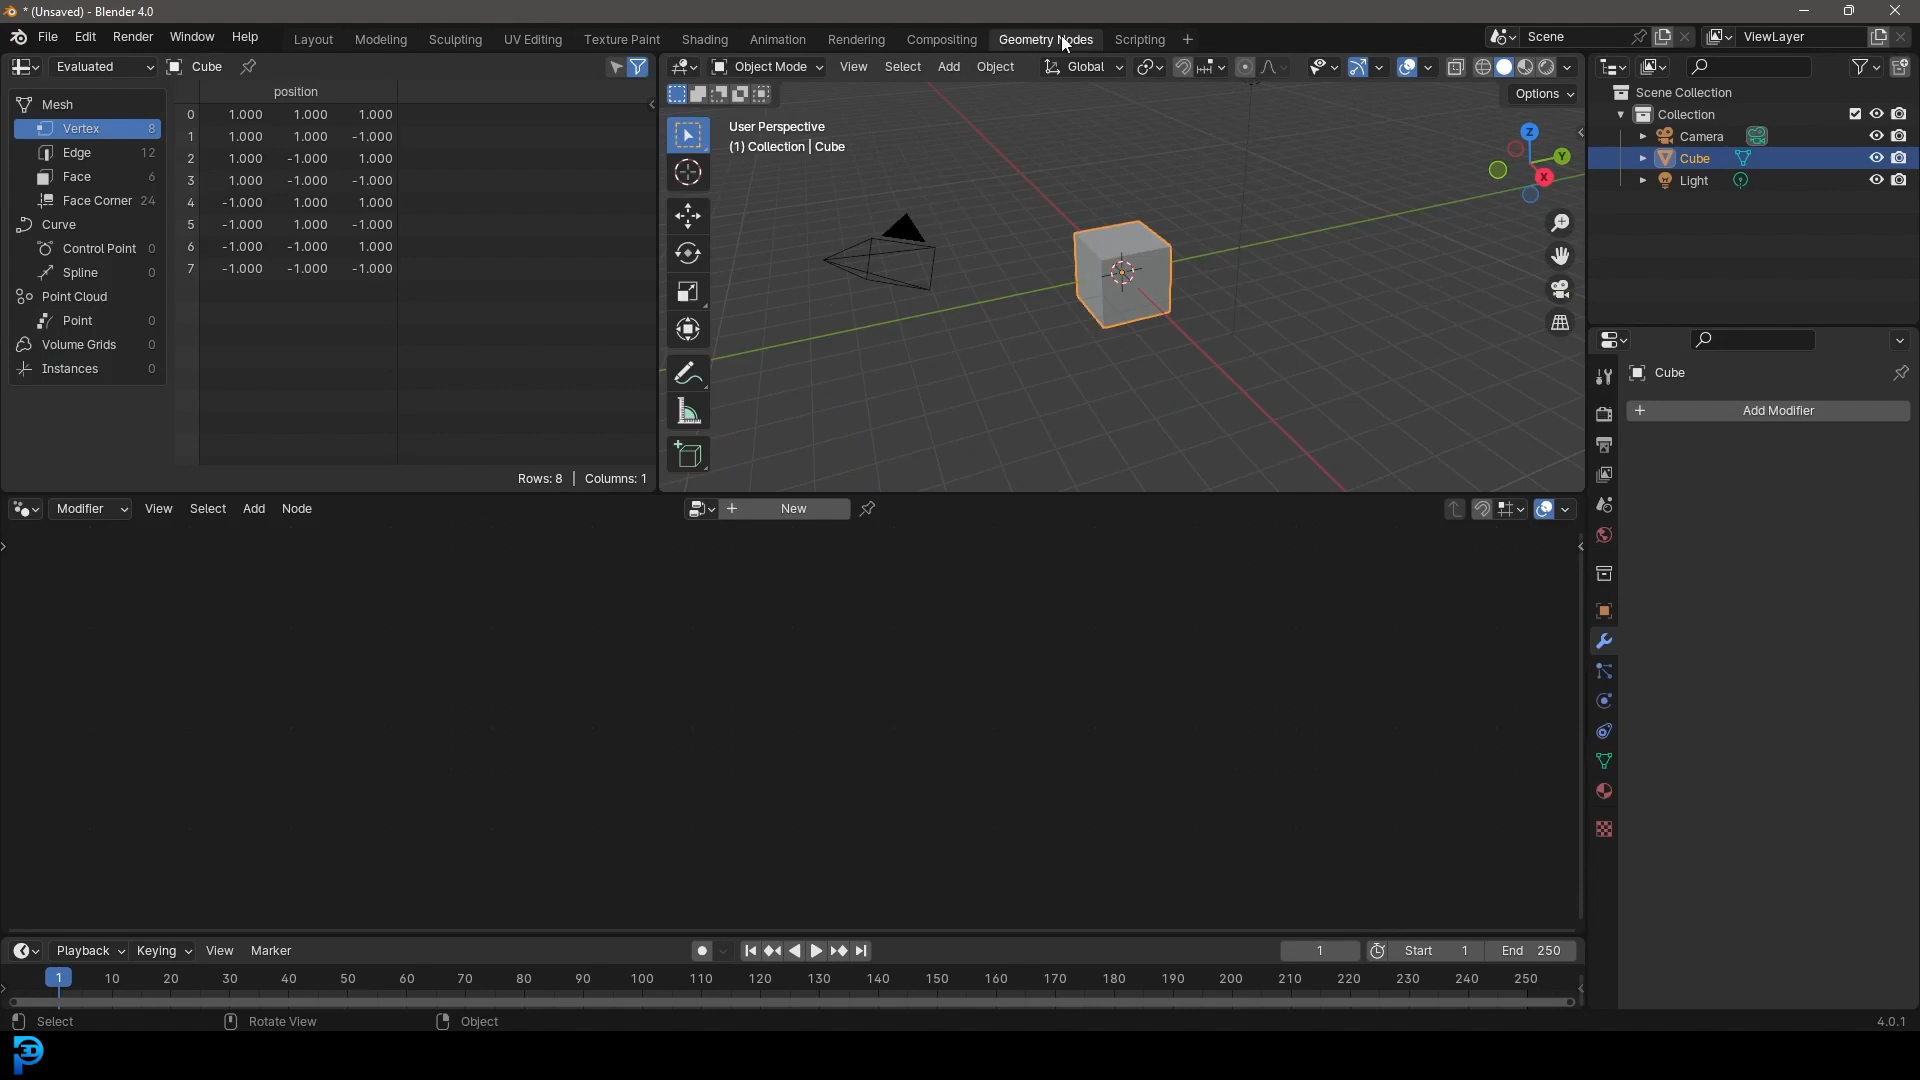 * (Unsaved) - Blender 4.0
File Edit Render Window Help Layout Modeling Sculpting UV Editing Texture Paint Shading Animation Rendering Compositing Geometry Nodes Scripting + Scene ViewLayer
Evaluated Cube
Mesh
Vertex 8
Edge 12
Face 6
Face Corner 24
Curve
Control Point 0
Spline 0
Point Cloud
Point 0
Volume Grids 0
Instances 0
position
0 1.000 1.000 1.000
1 1.000 1.000 -1.000
2 1.000 -1.000 1.000
3 1.000 -1.000 -1.000
4 -1.000 1.000 1.000
5 -1.000 1.000 -1.000
6 -1.000 -1.000 1.000
7 -1.000 -1.000 -1.000
Rows: 8 | Columns: 1
Object Mode View Select Add Object Global
Options
User Perspective
(1) Collection | Cube
Z
Y
X
Scene Collection
Collection
Camera
Cube
Light
Cube
+ Add Modifier
Modifier View Select Add Node + New
Playback Keying View Marker 1 Start 1 End 250
1 10 20 30 40 50 60 70 80 90 100 110 120 130 140 150 160 170 180 190 200 210 220 230 240 250
Select Rotate View Object 4.0.1
3D